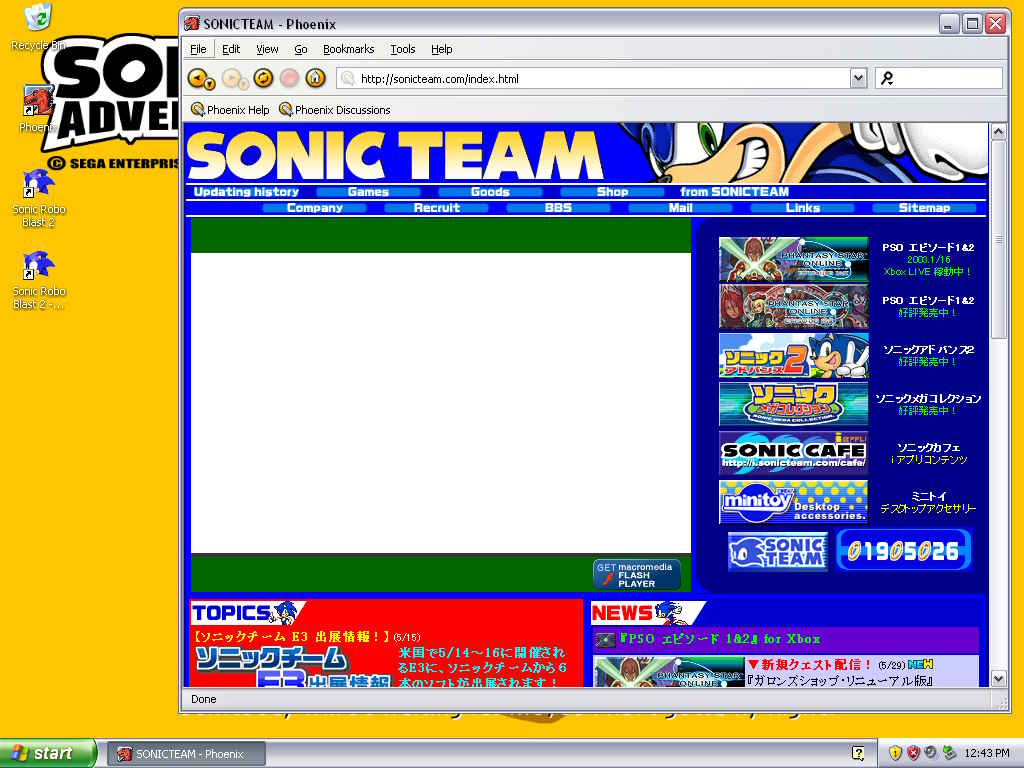 Recycle Bin
SO
ADVE
© SEGA ENTERPRIS
Phoenix
Sonic Robo
Blast 2
Sonic Robo
Blast 2 -...
SONICTEAM - Phoenix
File Edit View Go Bookmarks Tools Help
http://sonicteam.com/index.html
Phoenix Help Phoenix Discussions
SONIC TEAM
Updating history Games Goods Shop from SONICTEAM
Company Recruit BBS Mail Links Sitemap
PHANTASY STAR
ONLINE
PSO エピソード1&2
2003.1/16
Xbox LIVE 稼動中！
PHANTASY STAR
ONLINE
PSO エピソード1&2
好評発売中！
ソニック
アドバンス2
ソニックアドバンス2
好評発売中！
ソニック
メガコレクション
SONIC MEGA COLLECTION
ソニックメガコレクション
好評発売中！
iαppli
SONIC CAFE
http://i.sonicteam.com/cafe/
ソニックカフェ
iアプリコンテンツ
minitoy
Desktop
accessories.
ミニトイ
デスクトップアクセサリー
SONIC
TEAM
01905026
GET macromedia
FLASH
PLAYER
TOPICS
【ソニックチーム E3 出展情報！】(5/15)
ソニックチーム
E3出展情報
米国で5/14～16に開催され
るE3に、ソニックチームから6
本のソフトが出展されます！
NEWS
『PSO エピソード 1&2』 for Xbox
PHANTASY STAR
ONLINE
▼新規クエスト配信！ (5/29) NEW
『ガロンズショップ・リニューアル版』
Done
start
SONICTEAM - Phoenix
12:43 PM